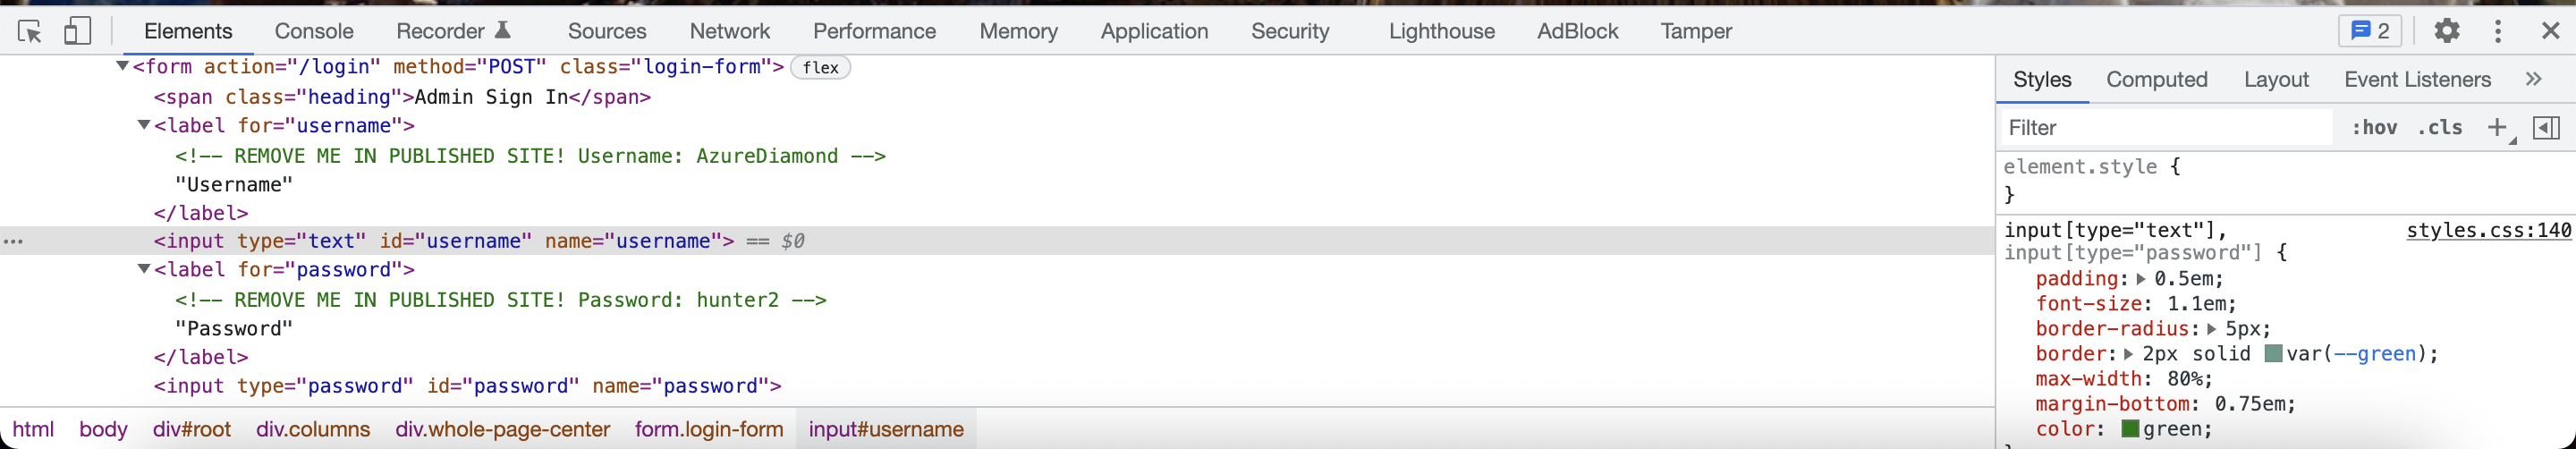 Elements Console Recorder Sources Network Performance Memory Application Security Lighthouse AdBlock Tamper 2
<form action="/login" method="POST" class="login-form"> flex
<span class="heading">Admin Sign In</span>
<label for="username">
<!-- REMOVE ME IN PUBLISHED SITE! Username: AzureDiamond -->
"Username"
</label>
... <input type="text" id="username" name="username"> == $0
<label for="password">
<!-- REMOVE ME IN PUBLISHED SITE! Password: hunter2 -->
"Password"
</label>
<input type="password" id="password" name="password">
html body div#root div.columns div.whole-page-center form.login-form input#username
Styles Computed Layout Event Listeners »
Filter :hov .cls +
element.style {
}
input[type="text"], styles.css:140
input[type="password"] {
padding: 0.5em;
font-size: 1.1em;
border-radius: 5px;
border: 2px solid var(--green);
max-width: 80%;
margin-bottom: 0.75em;
color: green;
}